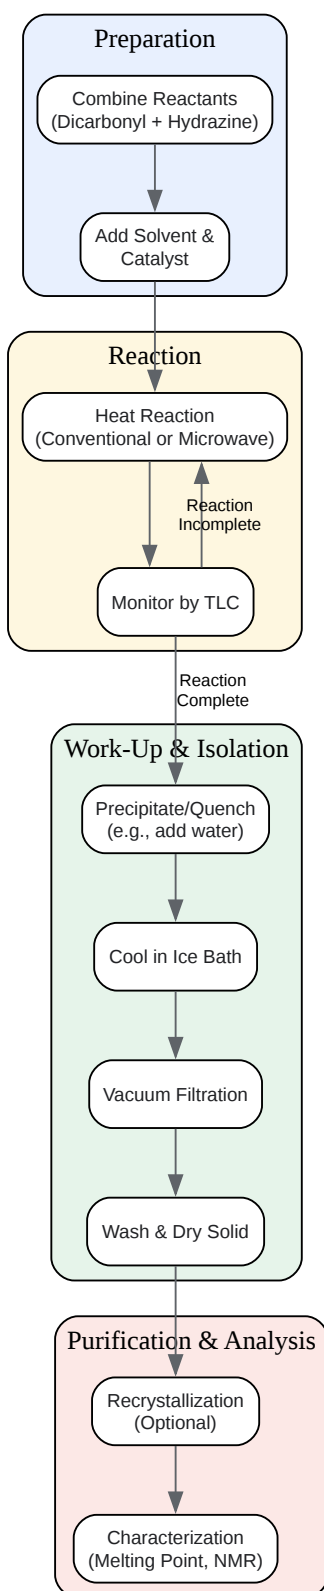 Preparation
Combine Reactants
(Dicarbonyl + Hydrazine)
Add Solvent &
Catalyst
Reaction
Heat Reaction
(Conventional or Microwave)
Reaction
Incomplete
Monitor by TLC
Reaction
Complete
Work-Up & Isolation
Precipitate/Quench
(e.g., add water)
Cool in Ice Bath
Vacuum Filtration
Wash & Dry Solid
Purification & Analysis
Recrystallization
(Optional)
Characterization
(Melting Point, NMR)